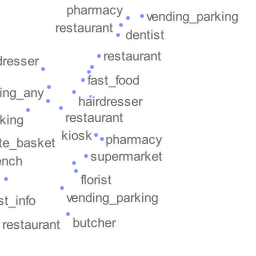 pharmacy
vending_parking
restaurant
dentist
restaurant
dresser
fast_food
ing_any
hairdresser
king
restaurant
kiosk
pharmacy
te_basket
supermarket
ench
florist
st_info
vending_parking
restaurant
butcher